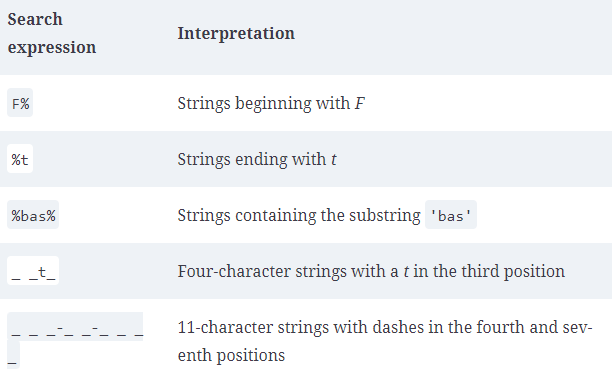 Search
expression
Interpretation
F%
Strings beginning with F
%t
Strings ending with t
%bas%
Strings containing the substring 'bas'
_ _t_
Four-character strings with a t in the third position
_ _ _-_ _-_ _ _
_
11-character strings with dashes in the fourth and sev-
enth positions